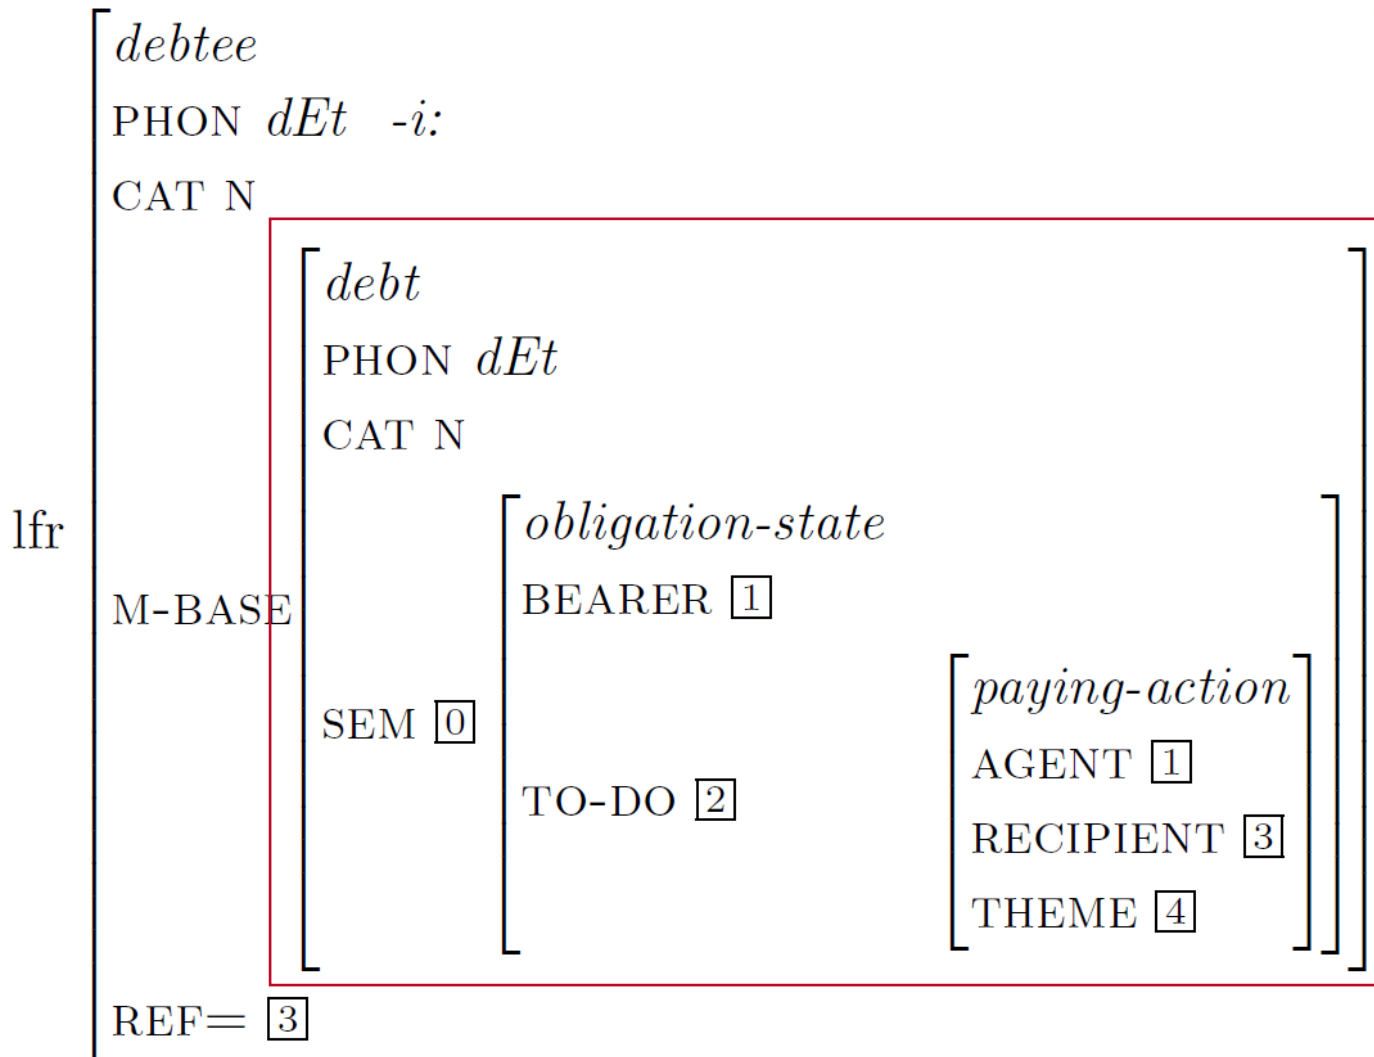 debtee
PHON dEt -i:
CAT N
debt
PHON dEt
CAT N
obligation-state
lfr
BEARER 1
M-BASE
paying-action
SEM 0
AGENT 1
TO-DO 2
RECIPIENT 3
THEME 4
REF= 3